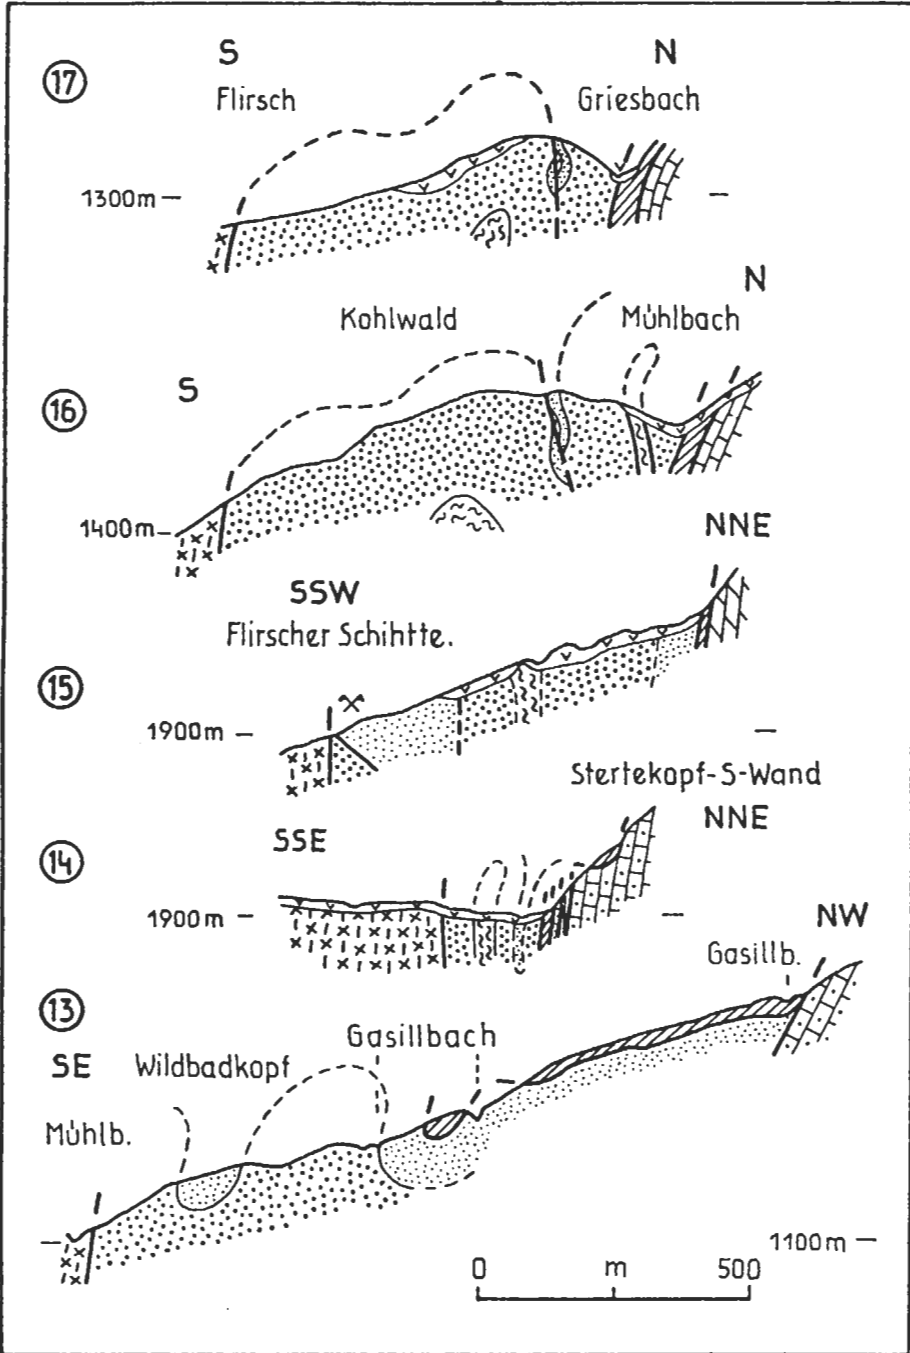 17
S
N
Flirsch
Griesbach
1300m
N
Kohlwald
Mühlbach
S
16
1400m
NNE
SSW
Flirscher Schihtte.
15
1900m
Stertekopf-S-Wand
NNE
SSE
14
1900m
NW
Gasillb.
13
Gasillbach
SE
Wildbadkopf
Mühlb.
1100m
0 m 500